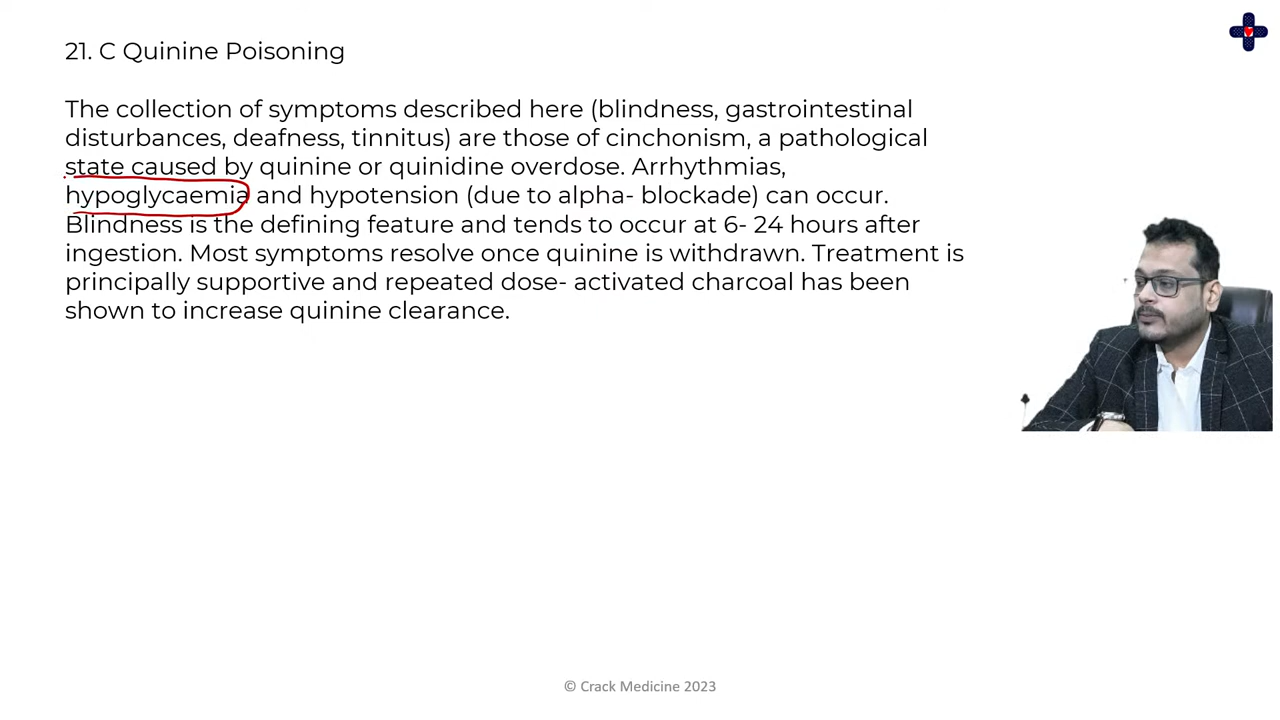 21. C Quinine Poisoning
The collection of symptoms described here (blindness, gastrointestinal
disturbances, deafness, tinnitus) are those of cinchonism, a pathological
state caused by quinine or quinidine overdose. Arrhythmias,
hypoglycaemia and hypotension (due to alpha- blockade) can occur.
Blindness is the defining feature and tends to occur at 6- 24 hours after
ingestion. Most symptoms resolve once quinine is withdrawn. Treatment is
principally supportive and repeated dose- activated charcoal has been
shown to increase quinine clearance.
© Crack Medicine 2023